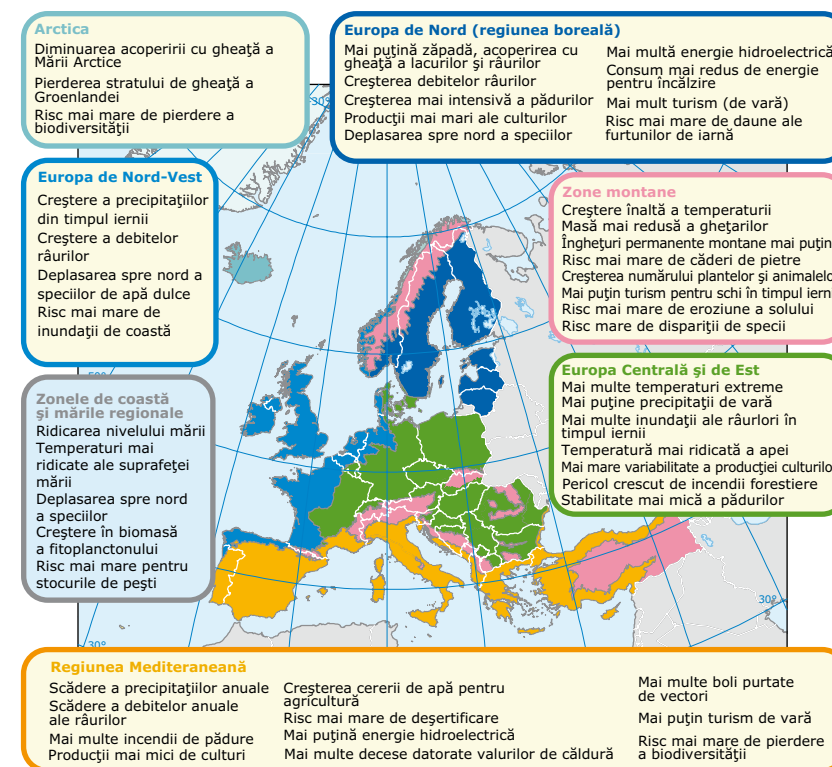 Arctica
Diminuarea acoperirii cu gheaţă a
Mării Arctice
Pierderea stratului de gheaţă a
Groenlandei
Risc mai mare de pierdere a
biodiversităţii
Europa de Nord (regiunea boreală)
Mai puţină zăpadă, acoperirea cu
gheaţă a lacurilor şi râurilor
Creşterea debitelor râurilor
Creşterea mai intensivă a pădurilor
Producţii mai mari ale culturilor
Deplasarea spre nord a speciilor
Mai multă energie hidroelectrică
Consum mai redus de energie
pentru încălzire
Mai mult turism (de vară)
Risc mai mare de daune ale
furtunilor de iarnă
30°
Europa de Nord-Vest
Creştere a precipitaţiilor
din timpul iernii
Creştere a debitelor
râurilor
Deplasarea spre nord a
speciilor de apă dulce
Risc mai mare de
inundaţii de coastă
Zone montane
Creştere înaltă a temperaturii
Masă mai redusă a gheţarilor
Îngheţuri permanente montane mai puţin
Risc mai mare de căderi de pietre
Creşterea numărului plantelor şi animalelo
Mai puţin turism pentru schi în timpul iern
Risc mai mare de eroziune a solului
Risc mare de dispariţii de specii
Zonele de coastă
şi mările regionale
Ridicarea nivelului mării
Temperaturi mai
ridicate ale suprafeţei
mării
Deplasarea spre nord
a speciilor
Creştere în biomasă
a fitoplanctonului
Risc mai mare pentru
stocurile de peşti
Europa Centrală şi de Est
Mai multe temperaturi extreme
Mai puţine precipitaţii de vară
Mai multe inundaţii ale râurlori în
timpul iernii
Temperatură mai ridicată a apei
Mai mare variabilitate a producţiei culturilo
Pericol crescut de incendii forestiere
Stabilitate mai mică a pădurilor
30°
30°
Regiunea Mediteraneană
Scădere a precipitaţiilor anuale
Scădere a debitelor anuale
ale râurilor
Mai multe incendii de pădure
Producţii mai mici de culturi
Creşterea cererii de apă pentru
agricultură
Risc mai mare de deşertificare
Mai puţină energie hidroelectrică
Mai multe decese datorate valurilor de căldură
Mai multe boli purtate
de vectori
Mai puţin turism de vară
Risc mai mare de pierdere
a biodiversităţii